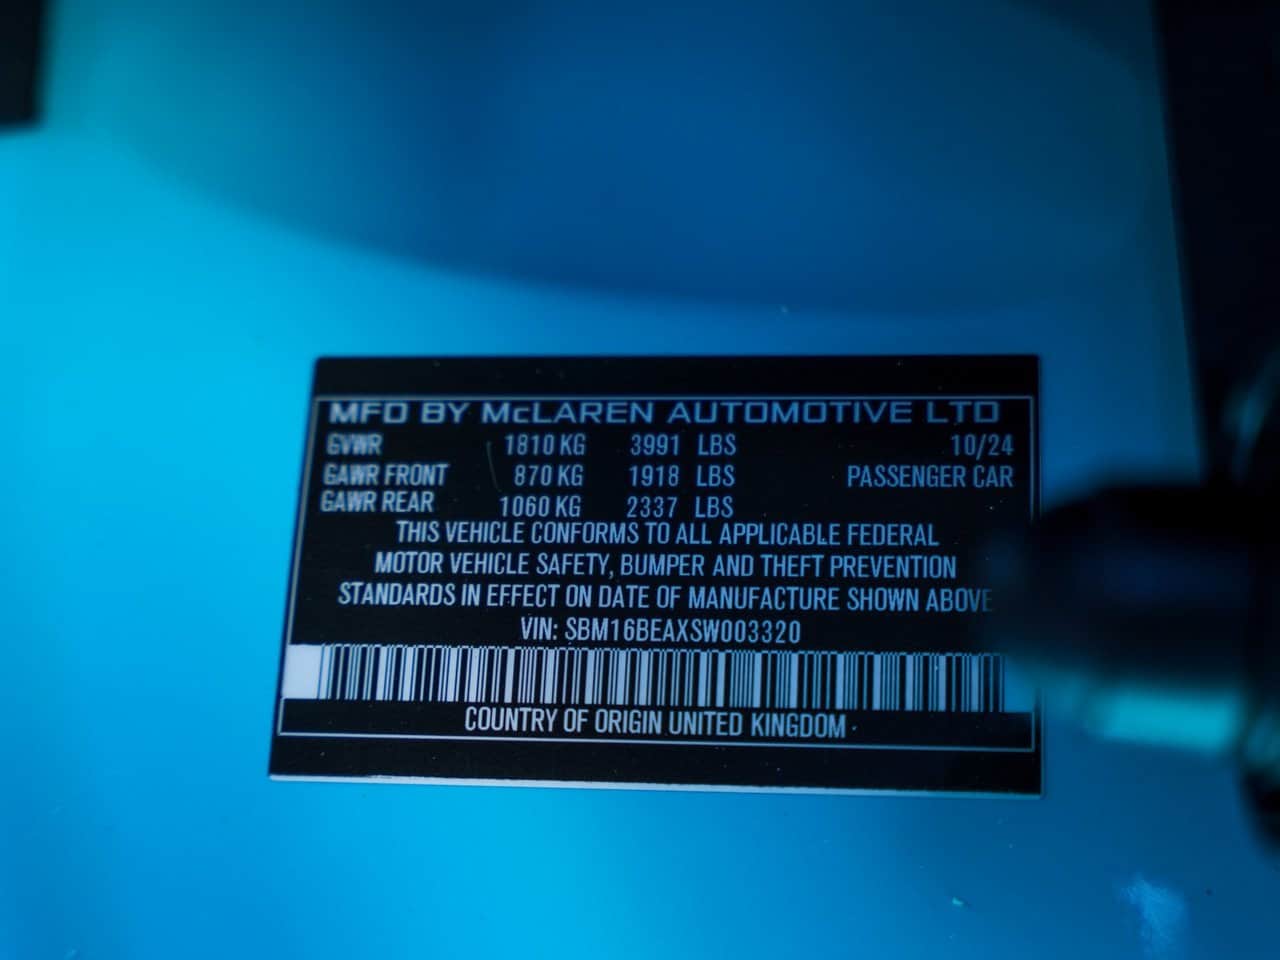 MFD BY McLAREN AUTOMOTIVE LTD
GVWR 1810 KG 3991 LBS 10/24
GAWR FRONT 870 KG 1918 LBS PASSENGER CAR
GAWR REAR 1060 KG 2337 LBS
THIS VEHICLE CONFORMS TO ALL APPLICABLE FEDERAL
MOTOR VEHICLE SAFETY, BUMPER AND THEFT PREVENTION
STANDARDS IN EFFECT ON DATE OF MANUFACTURE SHOWN ABOVE
VIN: SBM16BEAXSW003320
COUNTRY OF ORIGIN UNITED KINGDOM